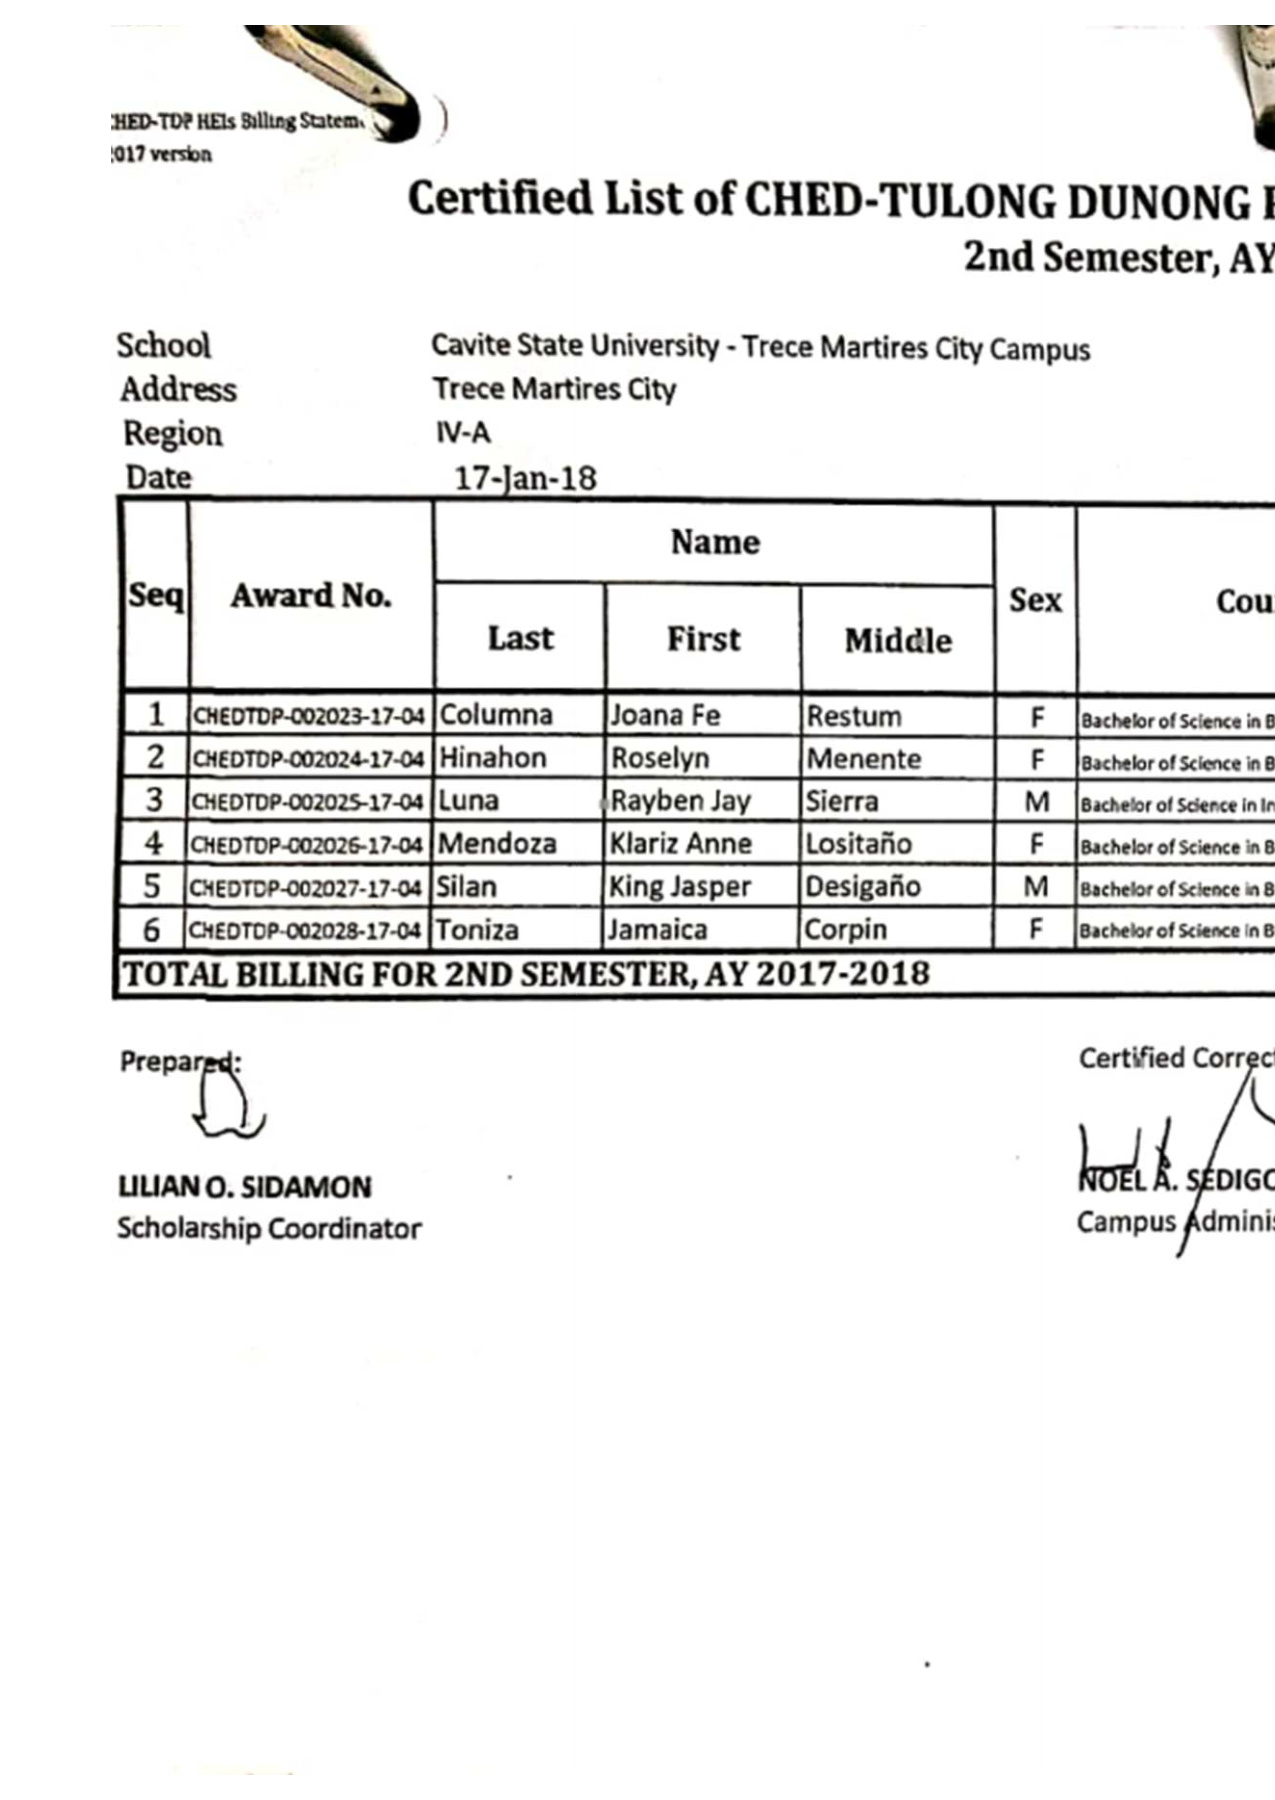 CHED-TDP HEIs Billing Statem
2017 version
Certified List of CHED-TULONG DUNONG
2nd Semester, AY
School Cavite State University - Trece Martires City Campus
Address Trece Martires City
Region IV-A
Date 17-Jan-18
Seq Award No. Name Sex Cou
Last First Middle
1 CHEDTDP-002023-17-04 Columna Joana Fe Restum F Bachelor of Science in B
2 CHEDTDP-002024-17-04 Hinahon Roselyn Menente F Bachelor of Science in B
3 CHEDTDP-002025-17-04 Luna Rayben Jay Sierra M Bachelor of Science in In
4 CHEDTDP-002026-17-04 Mendoza Klariz Anne Lositaño F Bachelor of Science in B
5 CHEDTDP-002027-17-04 Silan King Jasper Desigaño M Bachelor of Science in B
6 CHEDTDP-002028-17-04 Toniza Jamaica Corpin F Bachelor of Science in B
TOTAL BILLING FOR 2ND SEMESTER, AY 2017-2018
Prepared: Certified Correct
LILIAN O. SIDAMON NOEL A. SEDIGO
Scholarship Coordinator Campus Adminis